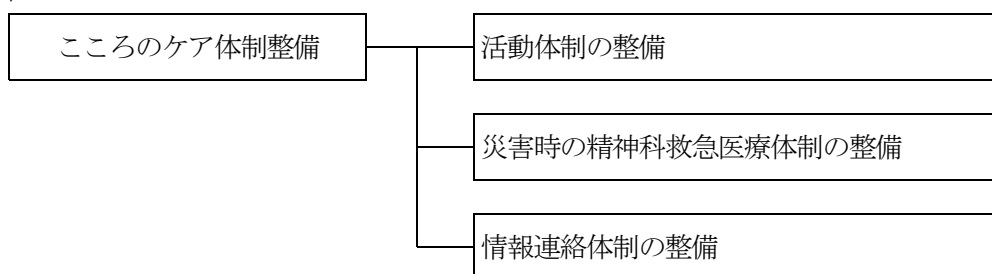 こころのケア体制整備
活動体制の整備
災害時の精神科救急医療体制の整備
情報連絡体制の整備